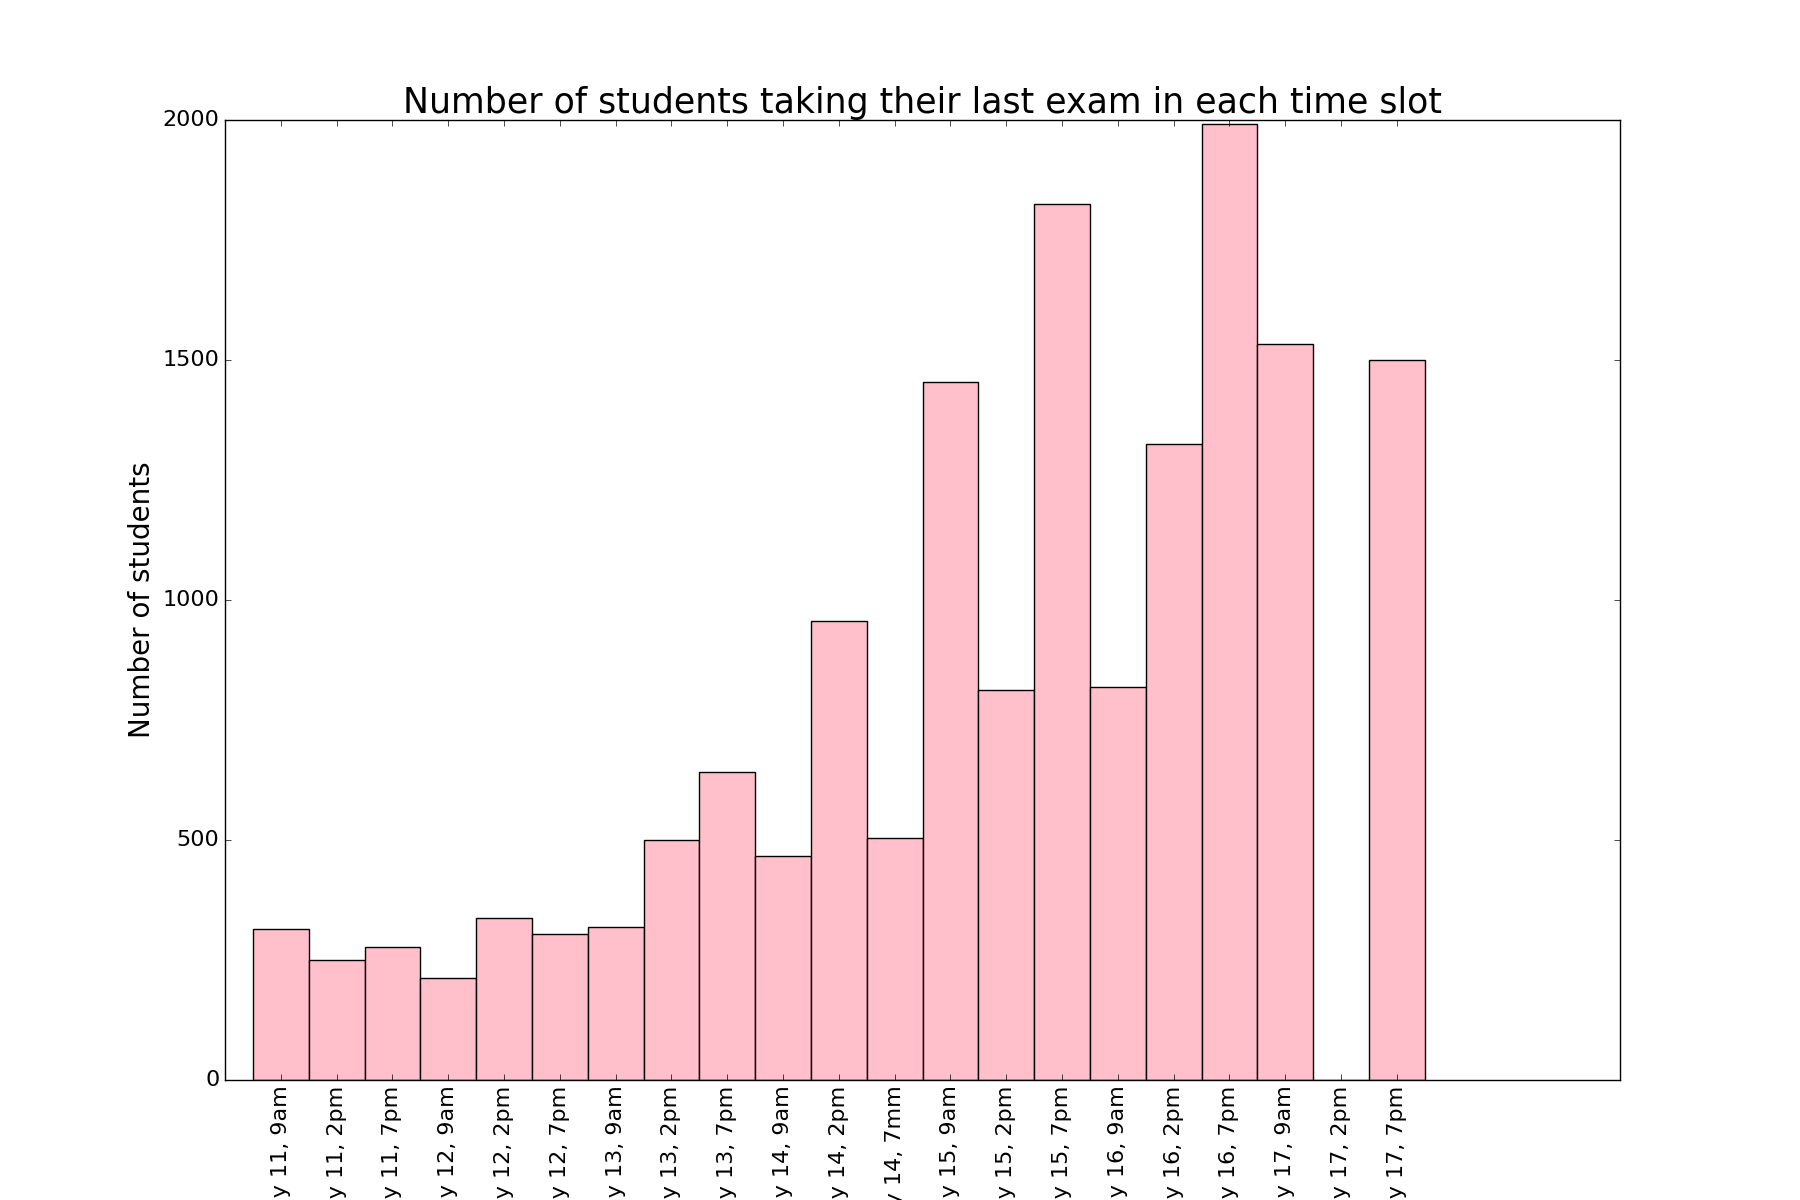 Number of students taking their last exam in each time slot
Number of students
2000
1500
1000
500
0
y 11, 9am
y 11, 2pm
y 11, 7pm
y 12, 9am
y 12, 2pm
y 12, 7pm
y 13, 9am
y 13, 2pm
y 13, 7pm
y 14, 9am
y 14, 2pm
y 14, 7mm
y 15, 9am
y 15, 2pm
y 15, 7pm
y 16, 9am
y 16, 2pm
y 16, 7pm
y 17, 9am
y 17, 2pm
y 17, 7pm